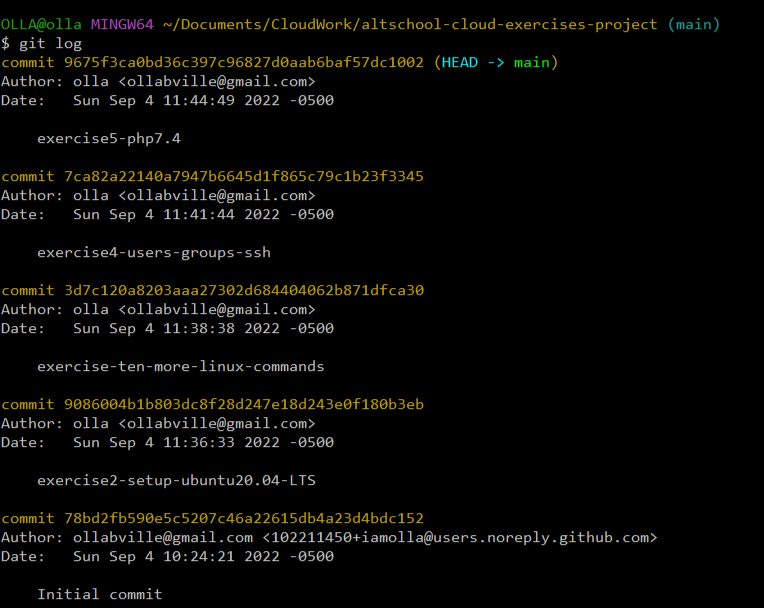 OLLA@olla MINGW64 ~/Documents/CloudWork/altschool-cloud-exercises-project (main)
$ git log
commit 9675f3ca0bd36c397c96827d0aab6baf57dc1002 (HEAD -> main)
Author: olla <ollabville@gmail.com>
Date:   Sun Sep 4 11:44:49 2022 -0500
exercise5-php7.4
commit 7ca82a22140a7947b6645d1f865c79c1b23f3345
Author: olla <ollabville@gmail.com>
Date:   Sun Sep 4 11:41:44 2022 -0500
exercise4-users-groups-ssh
commit 3d7c120a8203aaa27302d684404062b871dfca30
Author: olla <ollabville@gmail.com>
Date:   Sun Sep 4 11:38:38 2022 -0500
exercise-ten-more-linux-commands
commit 9086004b1b803dc8f28d247e18d243e0f180b3eb
Author: olla <ollabville@gmail.com>
Date:   Sun Sep 4 11:36:33 2022 -0500
exercise2-setup-ubuntu20.04-LTS
commit 78bd2fb590e5c5207c46a22615db4a23d4bdc152
Author: ollabville@gmail.com <102211450+iamolla@users.noreply.github.com>
Date:   Sun Sep 4 10:24:21 2022 -0500
Initial commit